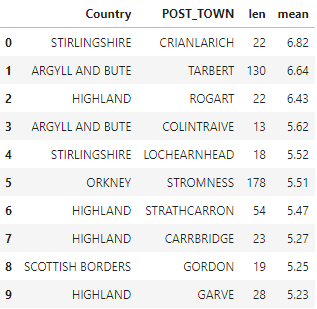 Country POST_TOWN len mean
0 STIRLINGSHIRE CRIANLARICH 22 6.82
1 ARGYLL AND BUTE TARBERT 130 6.64
2 HIGHLAND ROGART 22 6.43
3 ARGYLL AND BUTE COLINTRAIVE 13 5.62
4 STIRLINGSHIRE LOCHEARNHEAD 18 5.52
5 ORKNEY STROMNESS 178 5.51
6 HIGHLAND STRATHCARRON 54 5.47
7 HIGHLAND CARRBRIDGE 23 5.27
8 SCOTTISH BORDERS GORDON 19 5.25
9 HIGHLAND GARVE 28 5.23